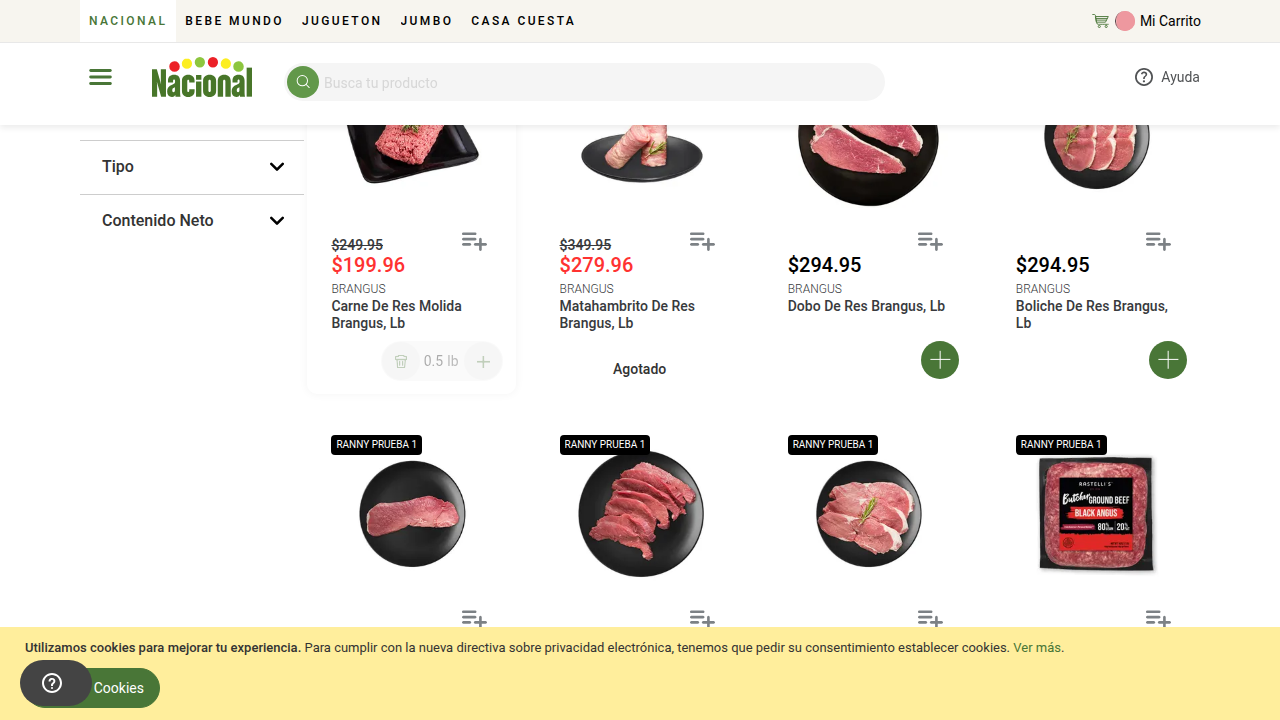 NACIONAL BEBE MUNDO JUGUETON JUMBO CASA CUESTA Mi Carrito
Nacional Busca tu producto Ayuda
Tipo
Contenido Neto
$249.95
$199.96
BRANGUS
Carne De Res Molida
Brangus, Lb
0.5 lb
$349.95
$279.96
BRANGUS
Matahambrito De Res
Brangus, Lb
Agotado
$294.95
BRANGUS
Dobo De Res Brangus, Lb
$294.95
BRANGUS
Boliche De Res Brangus,
Lb
RANNY PRUEBA 1
RANNY PRUEBA 1
RANNY PRUEBA 1
RANNY PRUEBA 1
RASTELLI'S
Butcher GROUND BEEF
BLACK ANGUS
80% 20%
Utilizamos cookies para mejorar tu experiencia. Para cumplir con la nueva directiva sobre privacidad electrónica, tenemos que pedir su consentimiento establecer cookies. Ver más.
Cookies